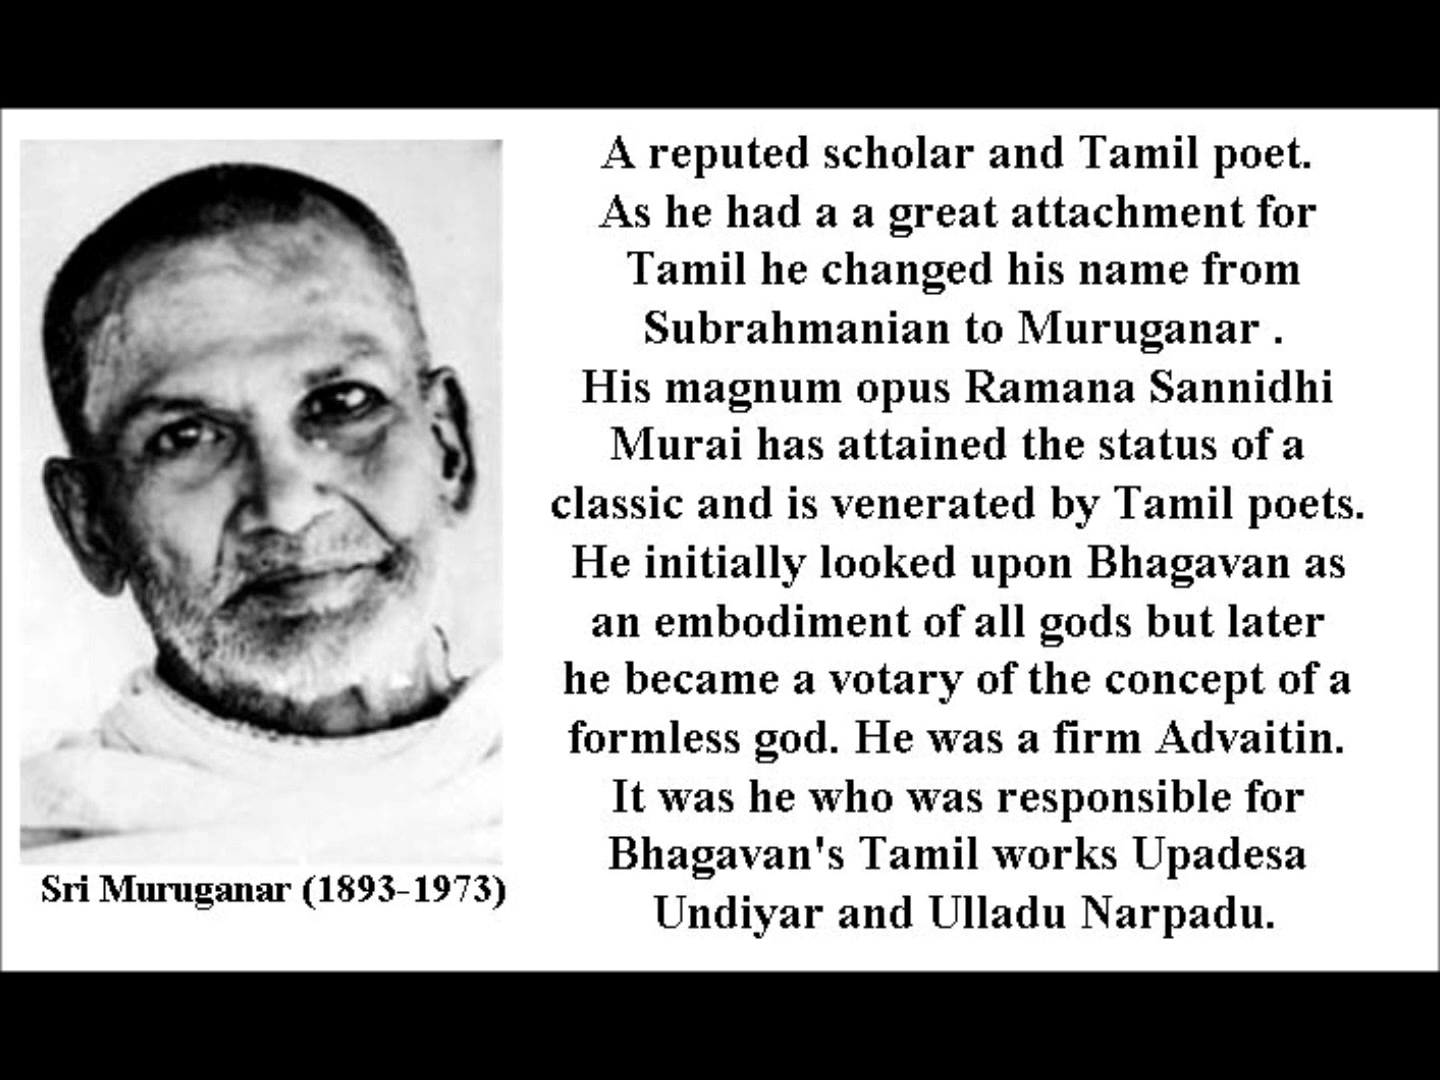 A reputed scholar and Tamil poet.
As he had a a great attachment for
Tamil he changed his name from
Subrahmanian to Muruganar .
His magnum opus Ramana Sannidhi
Murai has attained the status of a
classic and is venerated by Tamil poets.
He initially looked upon Bhagavan as
an embodiment of all gods but later
he became a votary of the concept of a
formless god. He was a firm Advaitin.
It was he who was responsible for
Bhagavan's Tamil works Upadesa
Undiyar and Ulladu Narpadu.
Sri Muruganar (1893-1973)